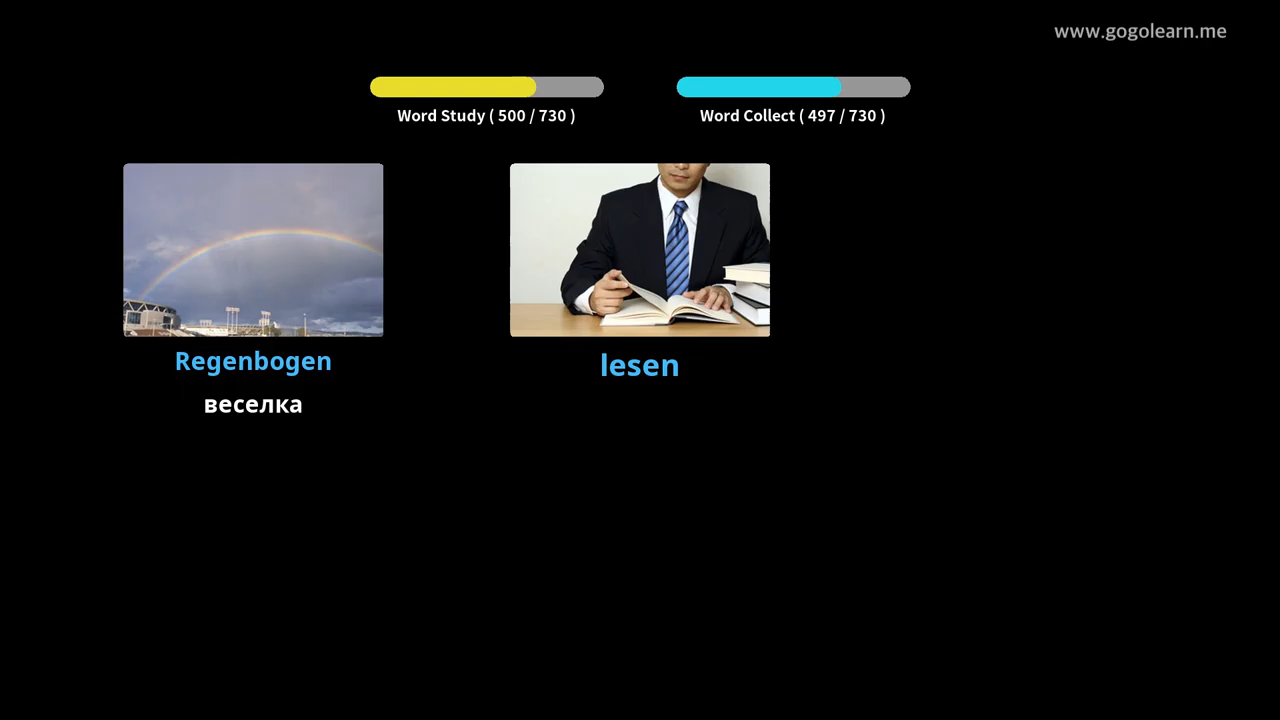 www.gogolearn.me
Word Study ( 500 / 730 )
Word Collect ( 497 / 730 )
Regenbogen
веселка
lesen